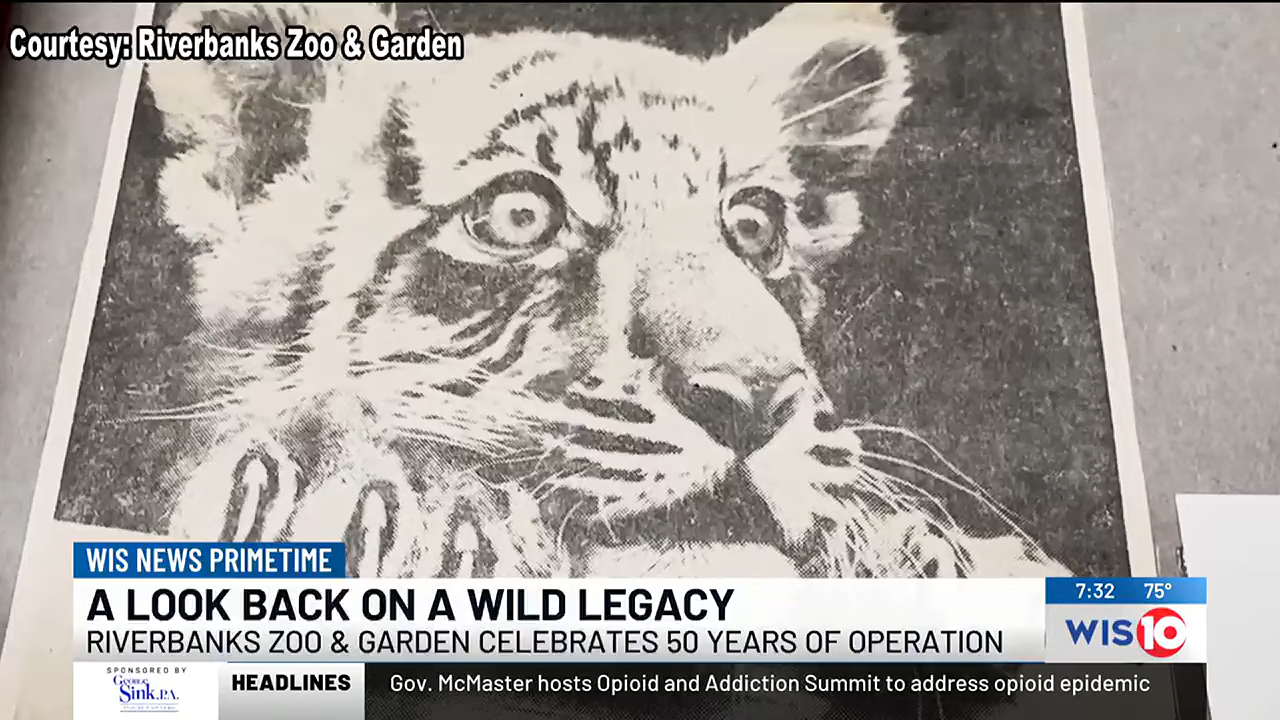 Courtesy: Riverbanks Zoo & Garden
WIS NEWS PRIMETIME
A LOOK BACK ON A WILD LEGACY
RIVERBANKS ZOO & GARDEN CELEBRATES 50 YEARS OF OPERATION
7:32 75°
WIS10
SPONSORED BY
George
Sink, P.A.
HEADLINES
Gov. McMaster hosts Opioid and Addiction Summit to address opioid epidemic